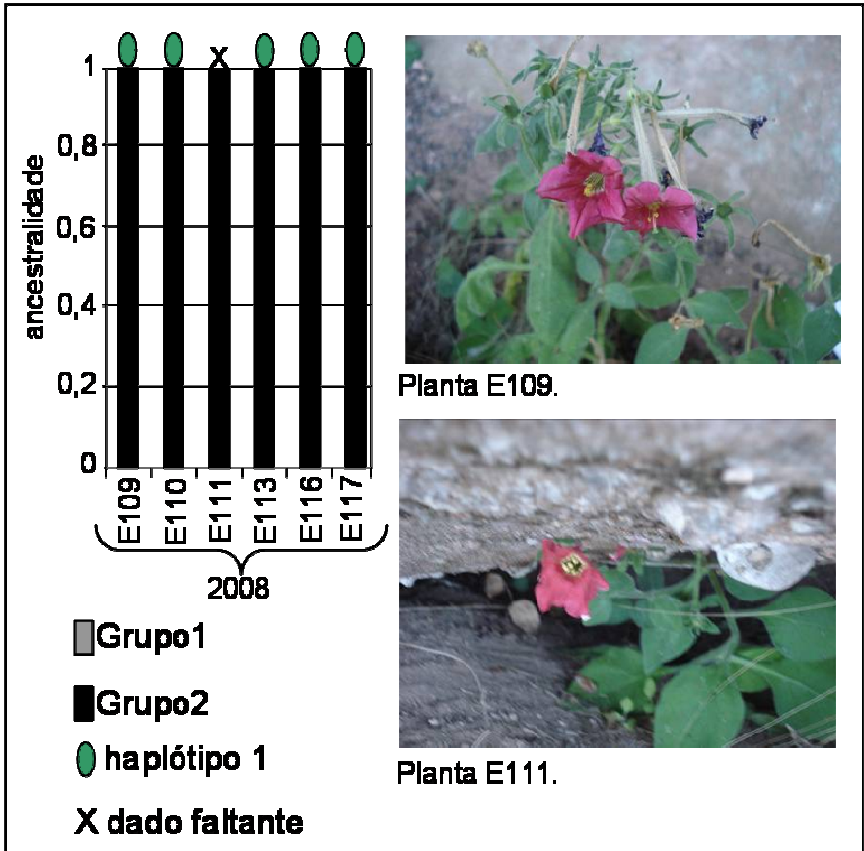 ancestralidade
1
0,8
0,6
0,4
0,2
0
X
E109
E110
E111
E113
E116
E117
2008
Grupo1
Grupo2
haplótipo 1
X dado faltante
Planta E109.
Planta E111.